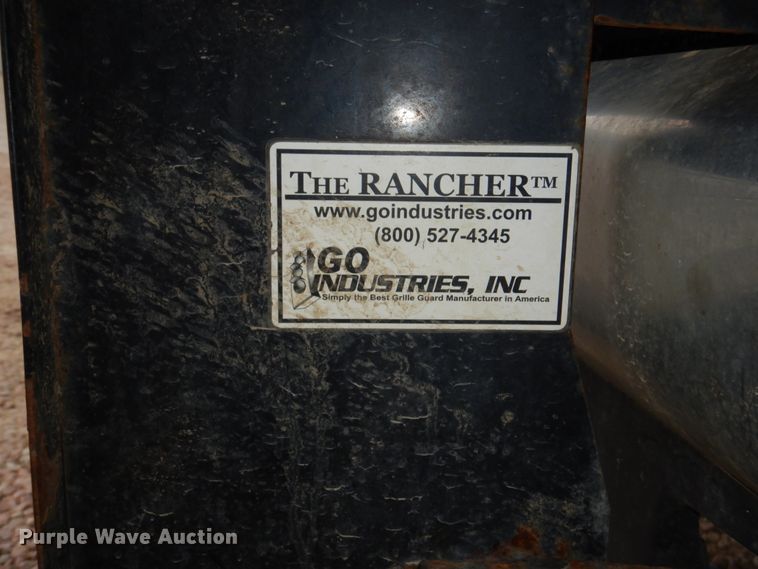 THE RANCHER™
www.goindustries.com
(800) 527-4345
GO
INDUSTRIES, INC
Simply the Best Grille Guard Manufacturer in America
Purple Wave Auction